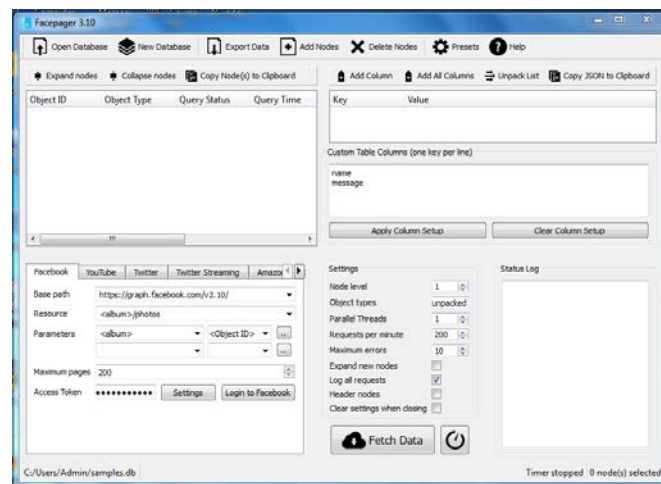 Facepager 3.10
Open Database New Database Export Data Add Nodes Delete Nodes Presets Help
Expand nodes Collapse nodes Copy Node(s) to Clipboard
Add Column Add All Columns Unpack List Copy JSON to Clipboard
Object ID Object Type Query Status Query Time
Key Value
Custom Table Columns (one key per line)
name
message
Apply Column Setup Clear Column Setup
Facebook YouTube Twitter Twitter Streaming Amazo
Base path https://graph.facebook.com/v2.10/
Resource <album>/photos
Parameters <album> <Object ID> ...
...
Maximum pages 200
Access Token ●●●●●●●●●●● Settings Login to Facebook
Settings
Node level 1
Object types unpacked
Parallel Threads 1
Requests per minute 200
Maximum errors 10
Expand new nodes
Log all requests
Header nodes
Clear settings when closing
Fetch Data
Status Log
C:/Users/Admin/samples.db
Timer stopped 0 node(s) selected